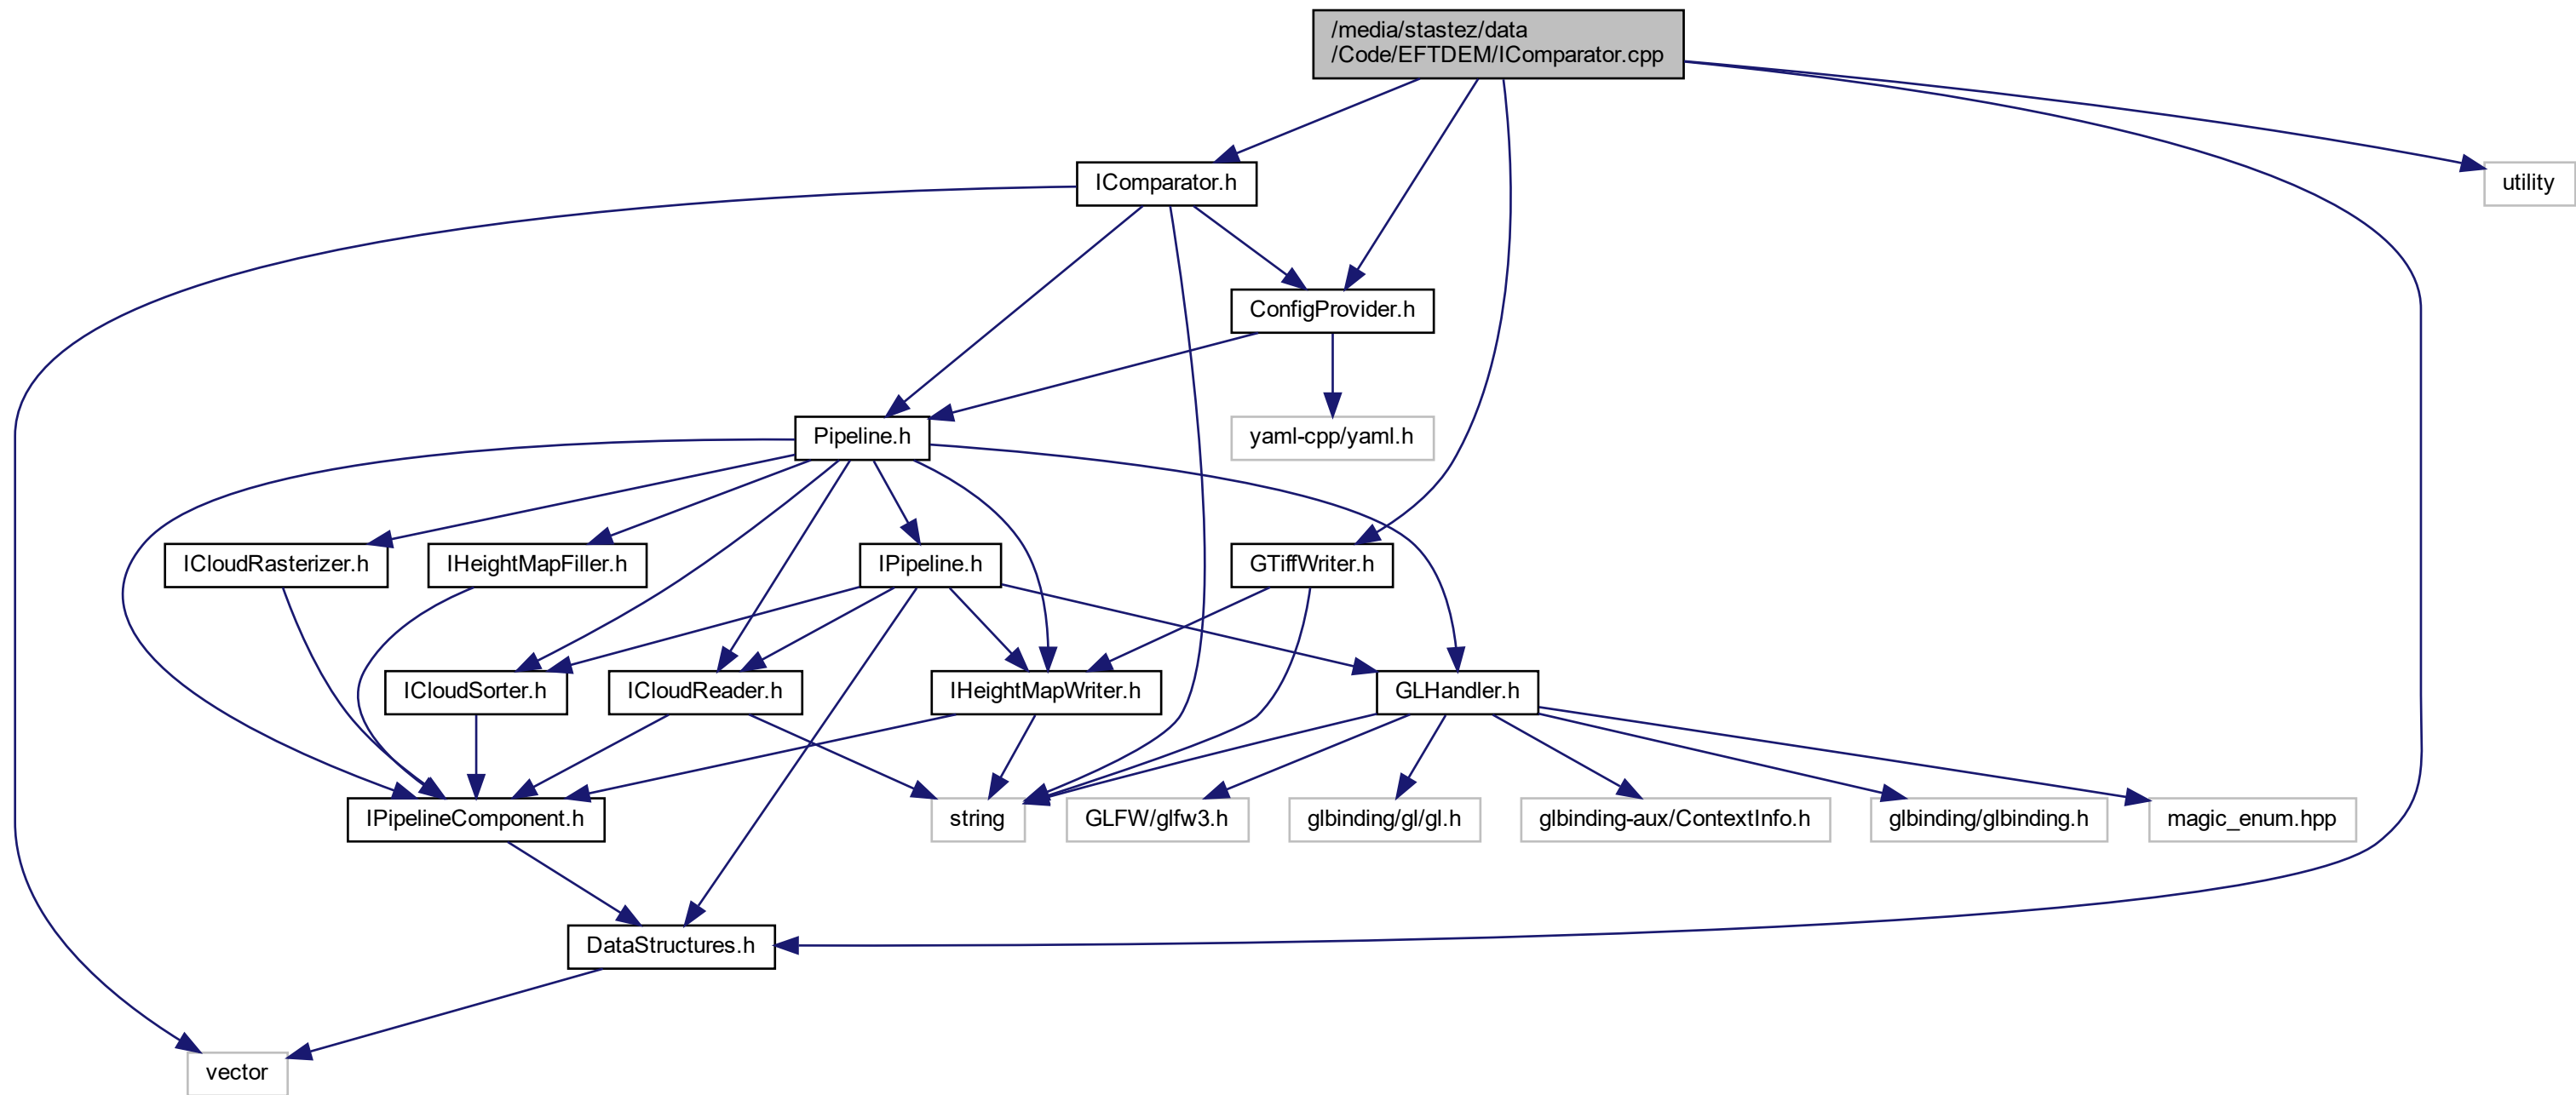 /media/stastez/data
/Code/EFTDEM/IComparator.cpp
IComparator.h
utility
ConfigProvider.h
Pipeline.h
yaml-cpp/yaml.h
ICloudRasterizer.h
IHeightMapFiller.h
IPipeline.h
GTiffWriter.h
ICloudSorter.h
ICloudReader.h
IHeightMapWriter.h
GLHandler.h
IPipelineComponent.h
string
GLFW/glfw3.h
glbinding/gl/gl.h
glbinding-aux/ContextInfo.h
glbinding/glbinding.h
magic_enum.hpp
DataStructures.h
vector